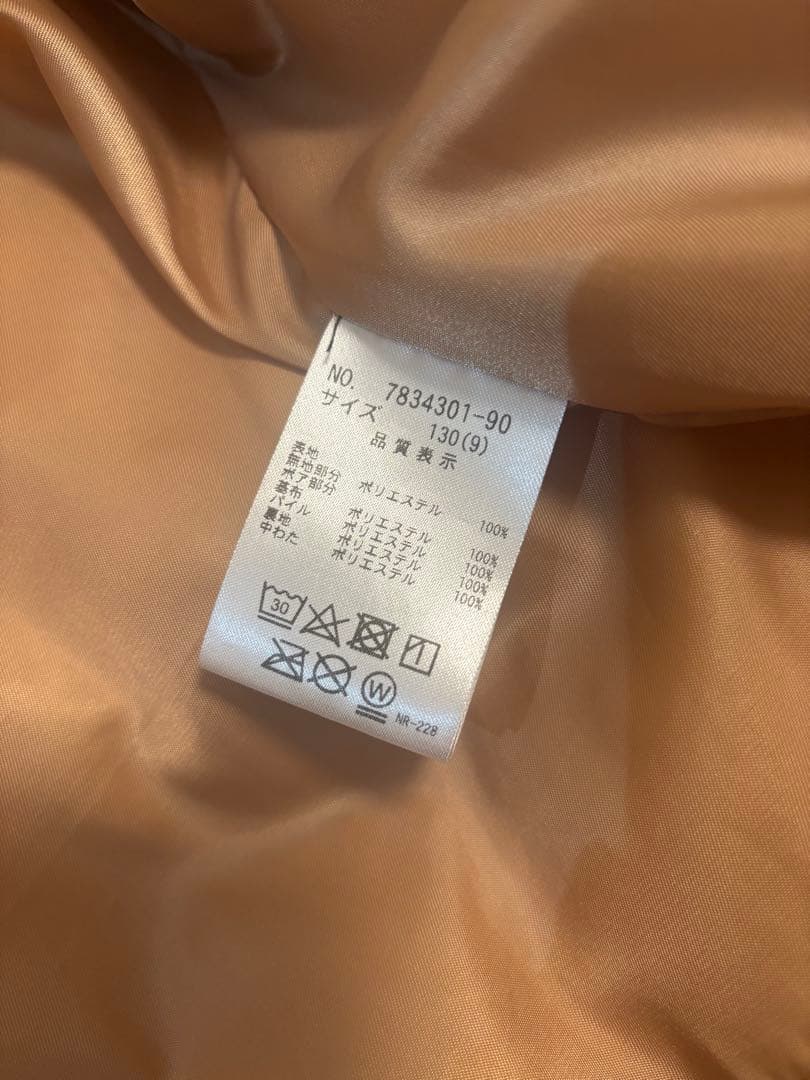 NO. 7834301-90
サイズ 130(9)
品質表示
表地
無地部分 ポリエステル 100%
ボア部分
基布 ポリエステル 100%
パイル ポリエステル 100%
裏地 ポリエステル 100%
中わた ポリエステル 100%
30
W
NR-228